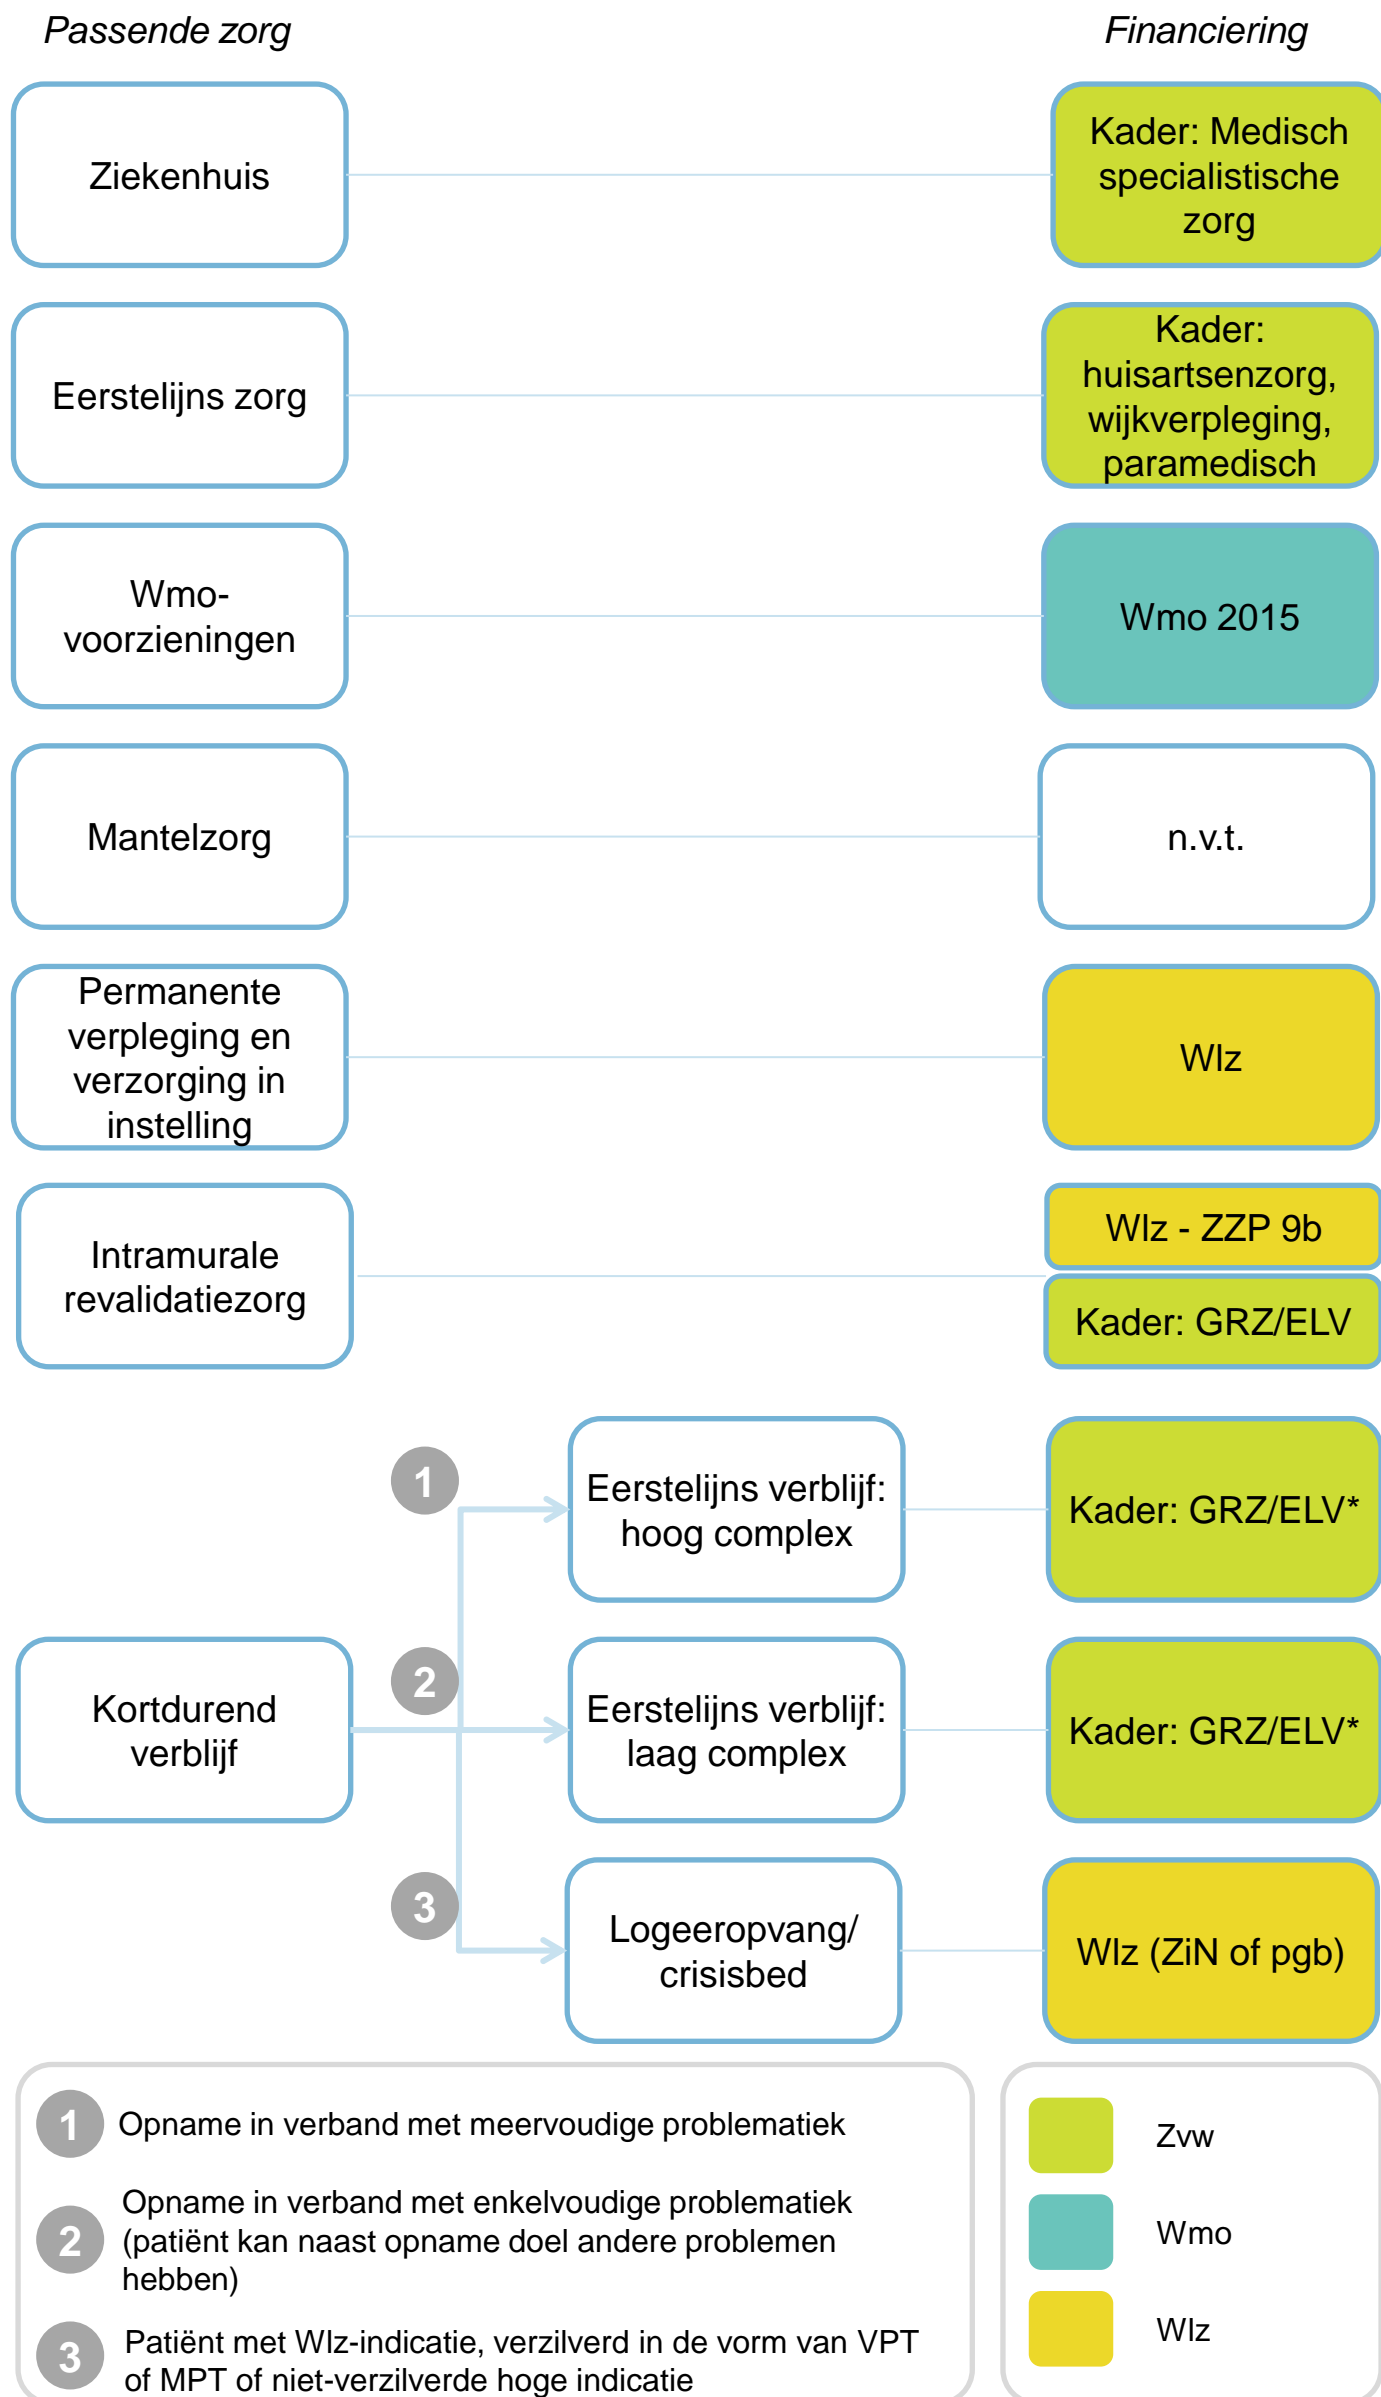 Passende zorg
Financiering
Ziekenhuis
Kader: Medisch
specialistische
zorg
Eerstelijns zorg
Kader:
huisartsenzorg,
wijkverpleging,
paramedisch
Wmo-
voorzieningen
Wmo 2015
Mantelzorg
n.v.t.
Permanente
verpleging en
verzorging in
instelling
Wlz
Intramurale
revalidatiezorg
Wlz - ZZP 9b
Kader: GRZ/ELV
1
Eerstelijns verblijf:
hoog complex
Kader: GRZ/ELV*
Kortdurend
verblijf
2
Eerstelijns verblijf:
laag complex
Kader: GRZ/ELV*
3
Logeeropvang/
crisisbed
Wlz (ZiN of pgb)
1 Opname in verband met meervoudige problematiek
2 Opname in verband met enkelvoudige problematiek
(patiënt kan naast opname doel andere problemen
hebben)
3 Patiënt met Wlz-indicatie, verzilverd in de vorm van VPT
of MPT of niet-verzilverde hoge indicatie
Zvw
Wmo
Wlz